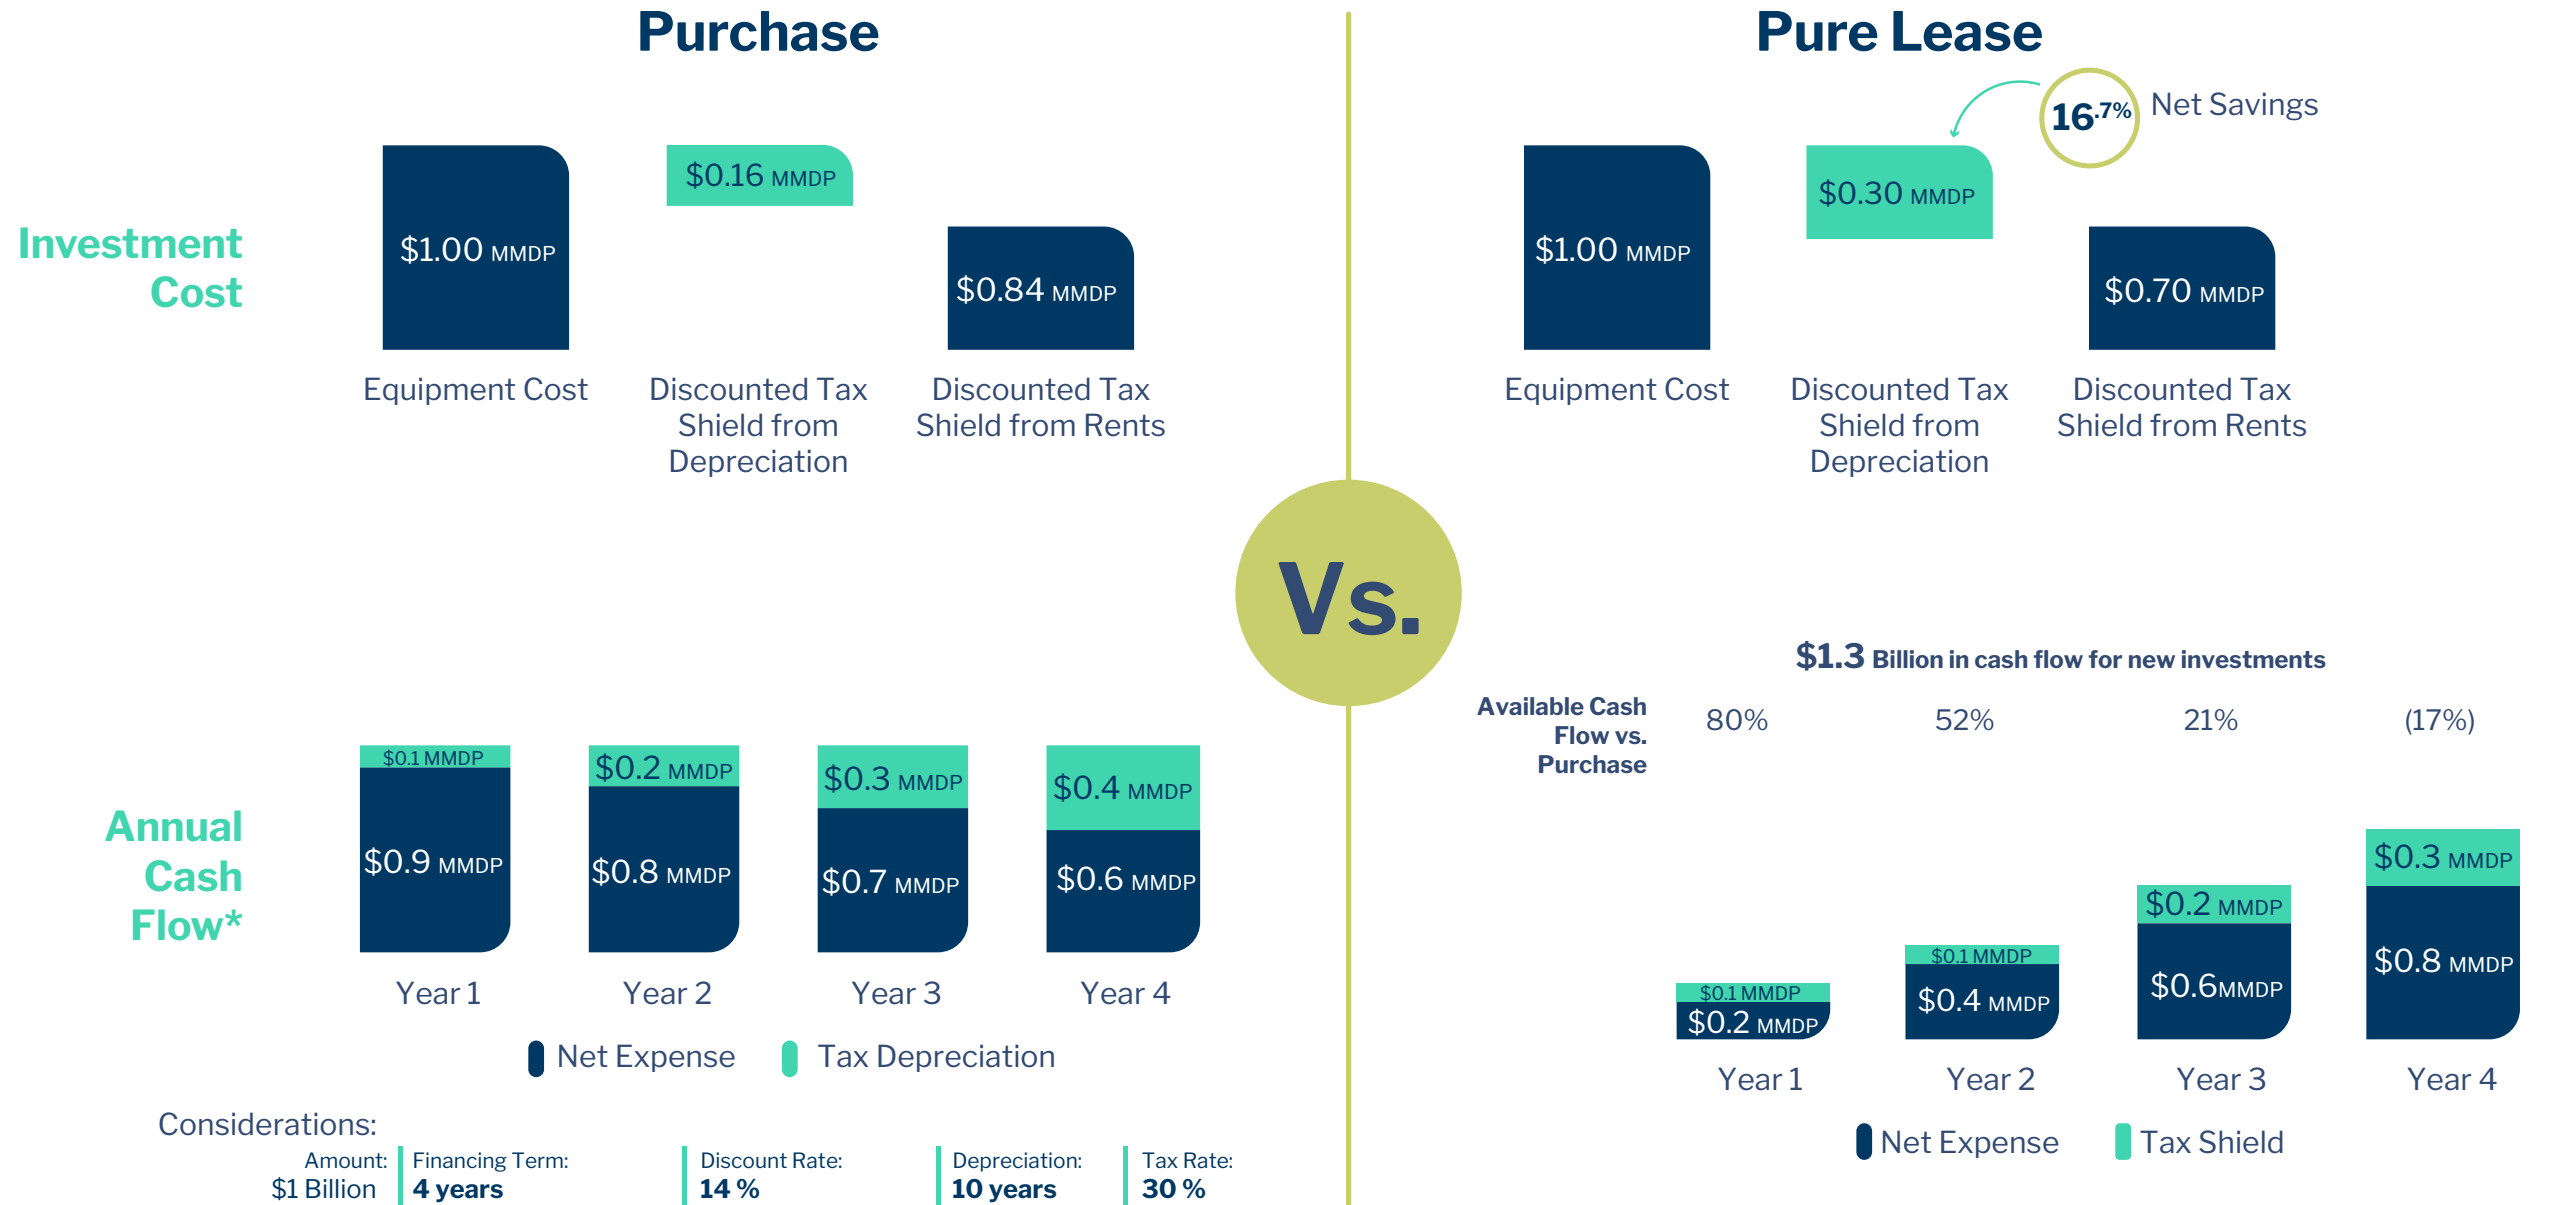 Purchase
Investment
Cost
$1.00 MMDP
$0.16 MMDP
$0.84 MMDP
Equipment Cost
Discounted Tax
Shield from
Depreciation
Discounted Tax
Shield from Rents
Annual
Cash
Flow*
$0.1 MMDP
$0.9 MMDP
Year 1
$0.2 MMDP
$0.8 MMDP
Year 2
$0.3 MMDP
$0.7 MMDP
Year 3
$0.4 MMDP
$0.6 MMDP
Year 4
Net Expense
Tax Depreciation
Considerations:
Amount:
$1 Billion
Financing Term:
4 years
Discount Rate:
14 %
Depreciation:
10 years
Tax Rate:
30 %
Vs.
Pure Lease
16.7%
Net Savings
$1.00 MMDP
$0.30 MMDP
$0.70 MMDP
Equipment Cost
Discounted Tax
Shield from
Depreciation
Discounted Tax
Shield from Rents
$1.3 Billion in cash flow for new investments
Available Cash
Flow vs.
Purchase
80%
52%
21%
(17%)
$0.1 MMDP
$0.2 MMDP
Year 1
$0.1 MMDP
$0.4 MMDP
Year 2
$0.2 MMDP
$0.6MMDP
Year 3
$0.3 MMDP
$0.8 MMDP
Year 4
Net Expense
Tax Shield